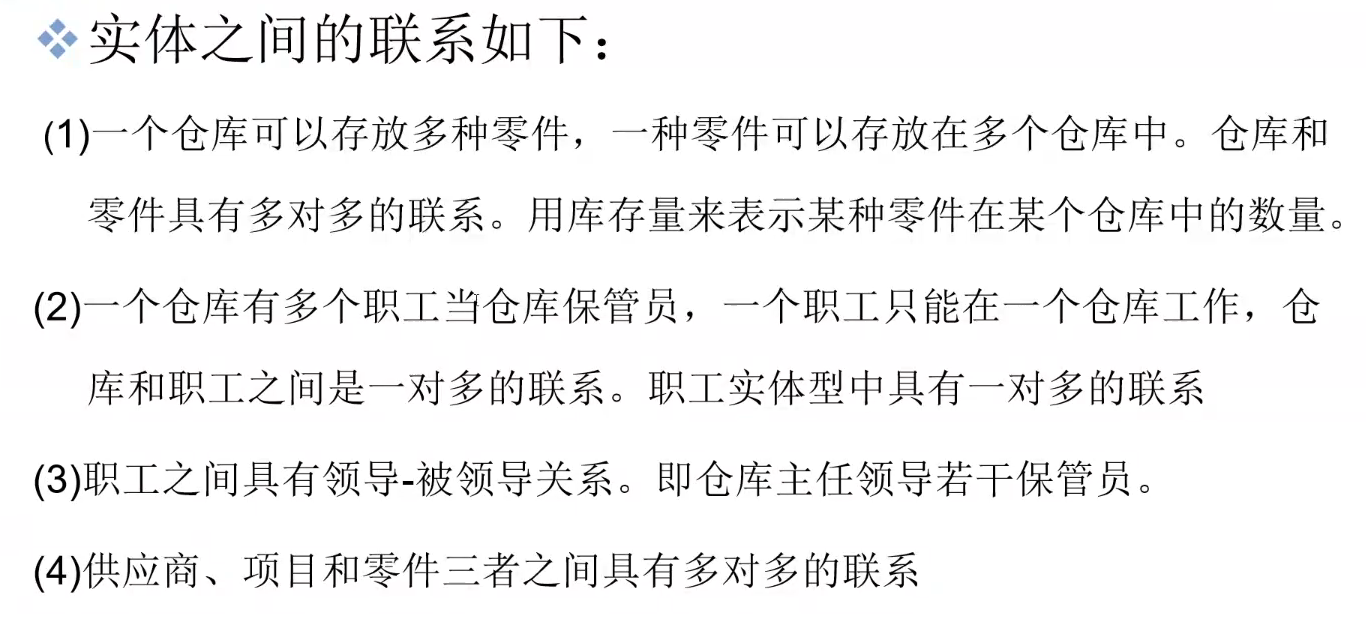 实体之间的联系如下：
(1)一个仓库可以存放多种零件，一种零件可以存放在多个仓库中。仓库和
零件具有多对多的联系。用库存量来表示某种零件在某个仓库中的数量。
(2)一个仓库有多个职工当仓库保管员，一个职工只能在一个仓库工作，仓
库和职工之间是一对多的联系。职工实体型中具有一对多的联系
(3)职工之间具有领导-被领导关系。即仓库主任领导若干保管员。
(4)供应商、项目和零件三者之间具有多对多的联系